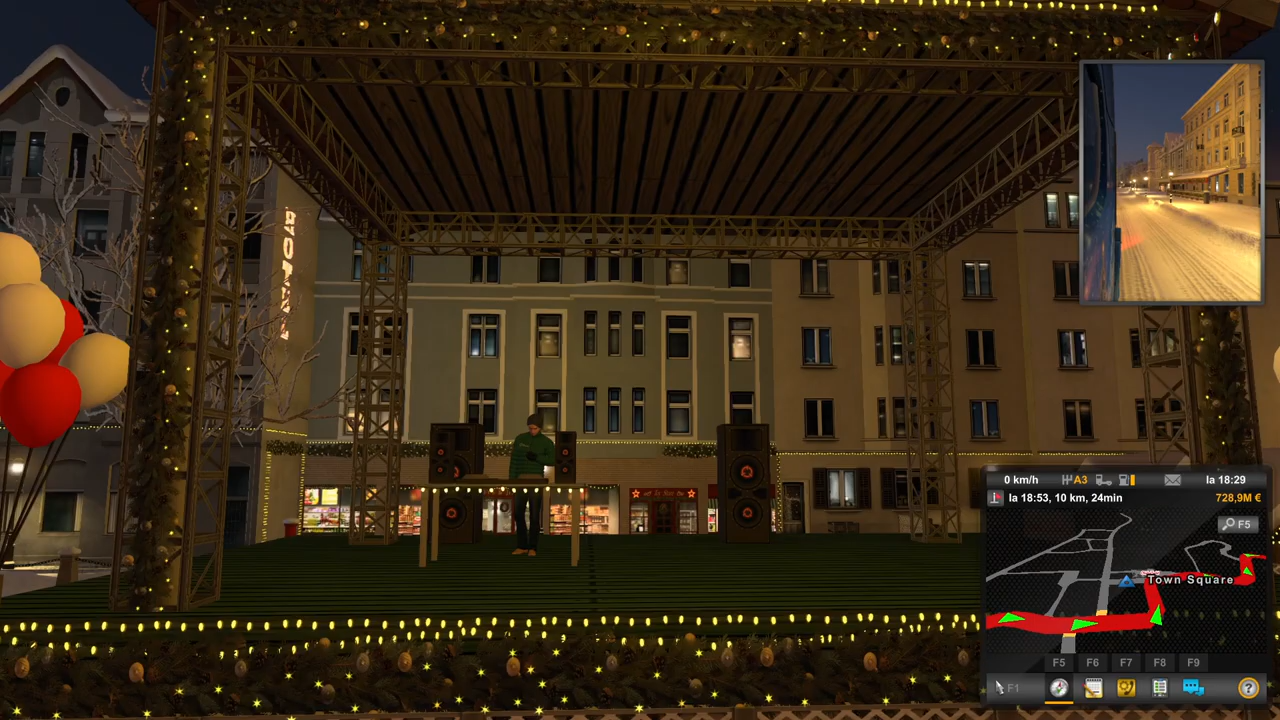 HOTEL
0 km/h
A3
la 18:29
la 18:53, 10 km, 24min
728,9M €
F5
Town Square
F5
F6
F7
F8
F9
F1
?